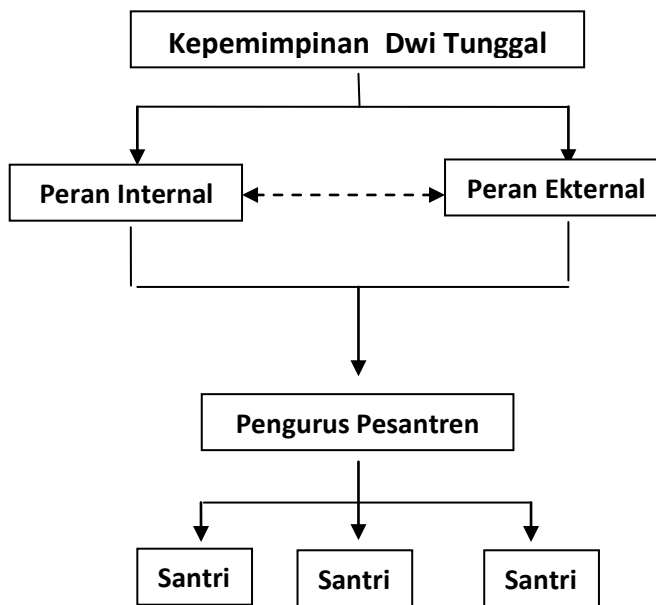 Kepemimpinan Dwi Tunggal
Peran Internal
Peran Ekternal
Pengurus Pesantren
Santri
Santri
Santri